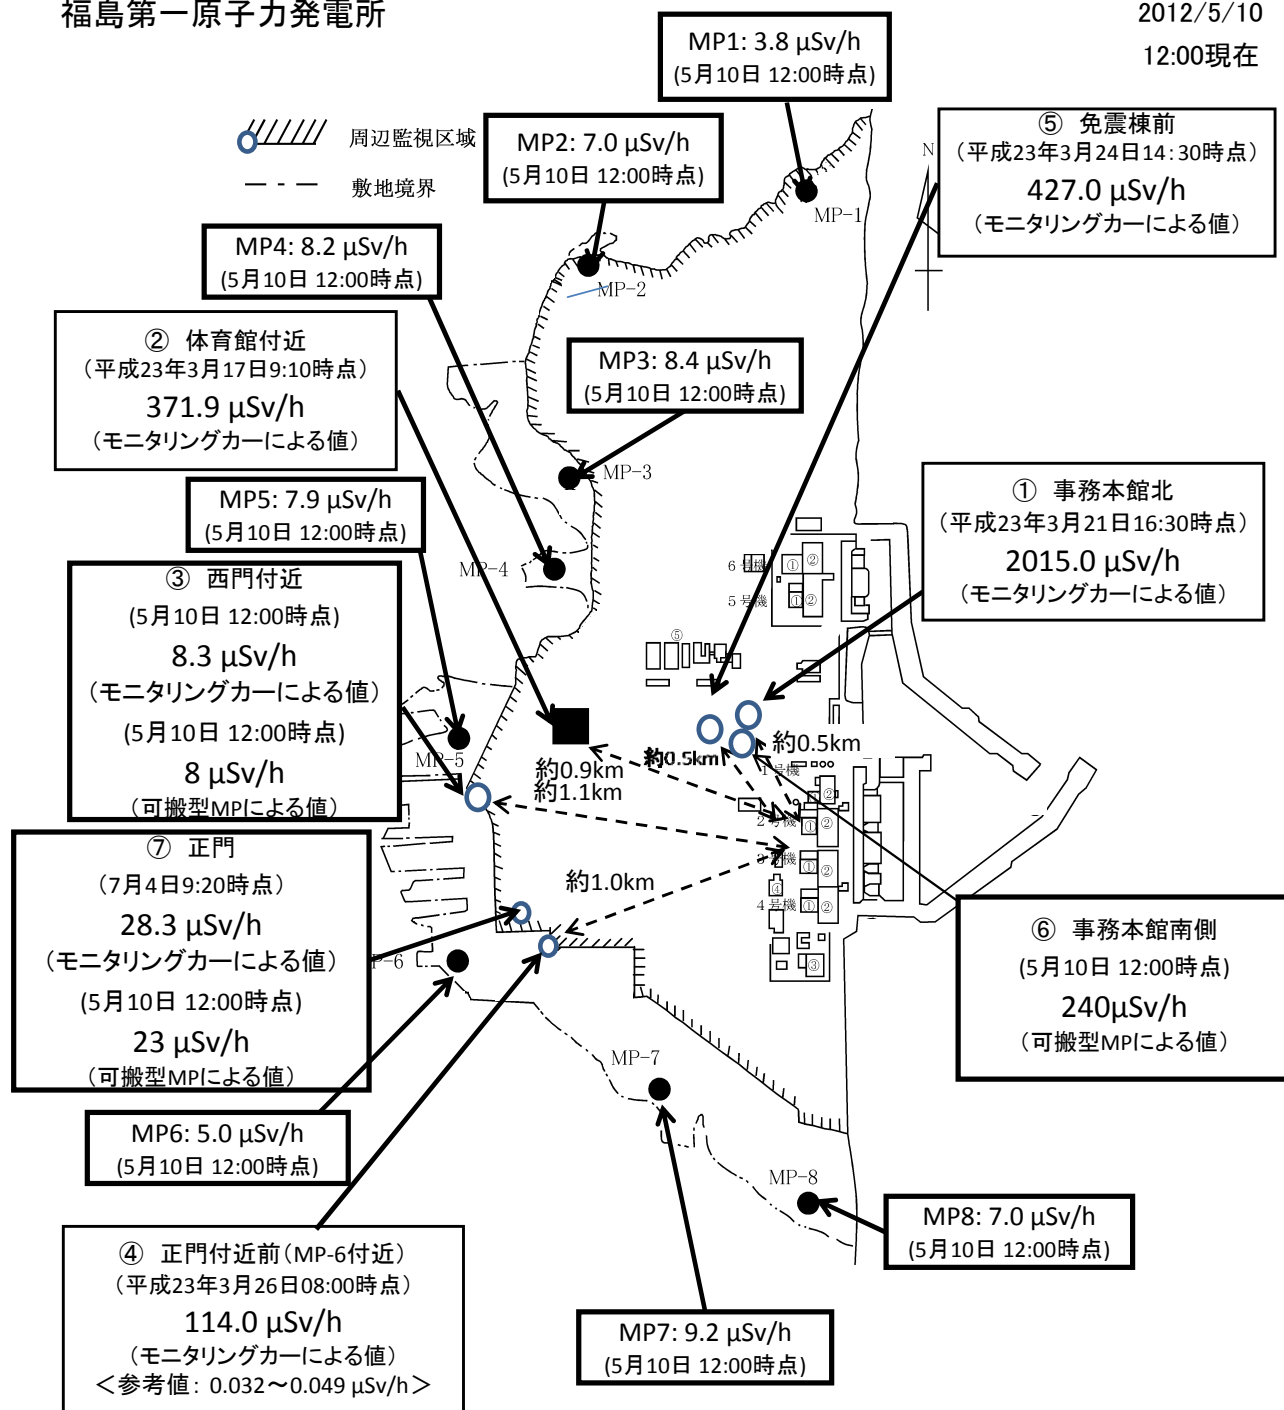 福島第一原子力発電所
2012/5/10
12:00現在
周辺監視区域
敷地境界
N
MP1: 3.8 μSv/h
(5月10日 12:00時点)
MP2: 7.0 μSv/h
(5月10日 12:00時点)
⑤ 免震棟前
(平成23年3月24日14:30時点)
427.0 μSv/h
(モニタリングカーによる値)
MP-1
MP4: 8.2 μSv/h
(5月10日 12:00時点)
MP-2
② 体育館付近
(平成23年3月17日9:10時点)
371.9 μSv/h
(モニタリングカーによる値)
MP3: 8.4 μSv/h
(5月10日 12:00時点)
MP-3
MP5: 7.9 μSv/h
(5月10日 12:00時点)
① 事務本館北
(平成23年3月21日16:30時点)
2015.0 μSv/h
(モニタリングカーによる値)
MP-4
6号機
① ②
5号機
① ②
⑤
③ 西門付近
(5月10日 12:00時点)
8.3 μSv/h
(モニタリングカーによる値)
(5月10日 12:00時点)
8 μSv/h
(可搬型MPによる値)
MP-5
約0.9km
約1.1km
約0.5km
約0.5km
1号機
① ②
2号機
① ②
3号機
① ②
④
4号機
① ②
③
約1.0km
⑦ 正門
(7月4日9:20時点)
28.3 μSv/h
(モニタリングカーによる値)
(5月10日 12:00時点)
23 μSv/h
(可搬型MPによる値)
P-6
⑥ 事務本館南側
(5月10日 12:00時点)
240μSv/h
(可搬型MPによる値)
MP-7
MP6: 5.0 μSv/h
(5月10日 12:00時点)
MP-8
MP8: 7.0 μSv/h
(5月10日 12:00時点)
④ 正門付近前(MP-6付近)
(平成23年3月26日08:00時点)
114.0 μSv/h
(モニタリングカーによる値)
<参考値: 0.032~0.049 μSv/h>
MP7: 9.2 μSv/h
(5月10日 12:00時点)